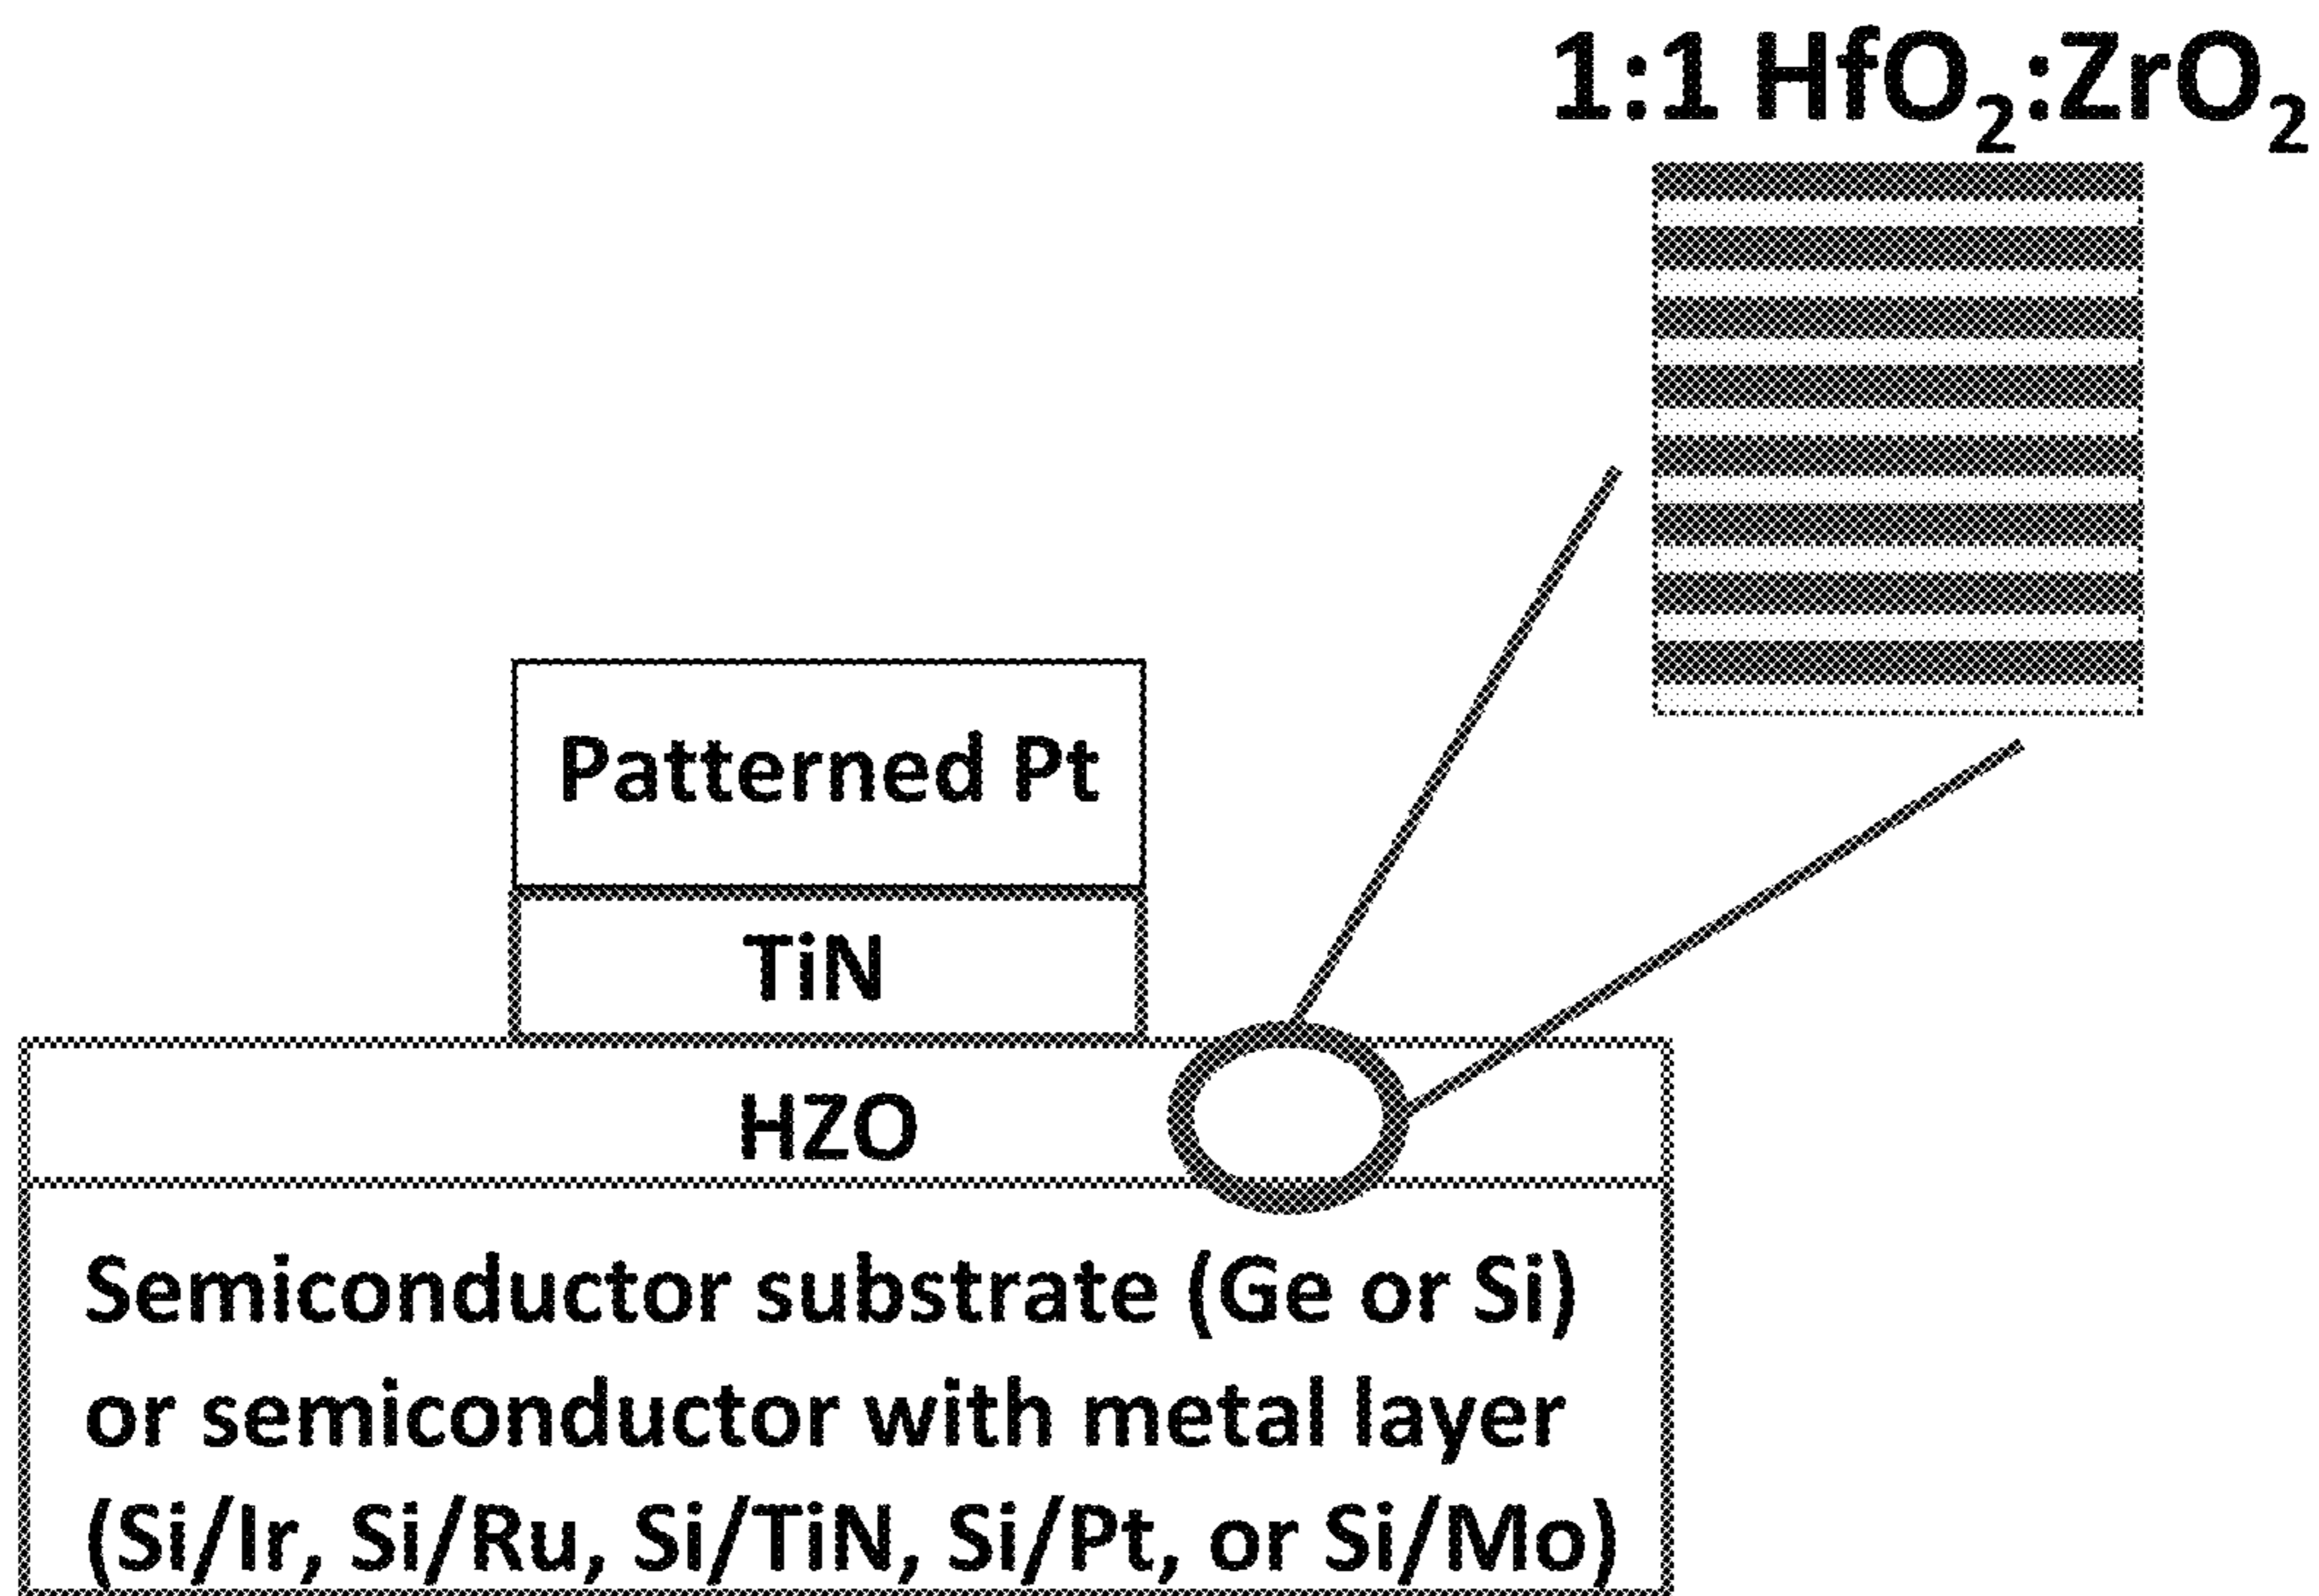 1:1 HfO₂:ZrO₂
Patterned Pt
TiN
HZO
Semiconductor substrate (Ge or Si)
or semiconductor with metal layer
(Si/Ir, Si/Ru, Si/TiN, Si/Pt, or Si/Mo)